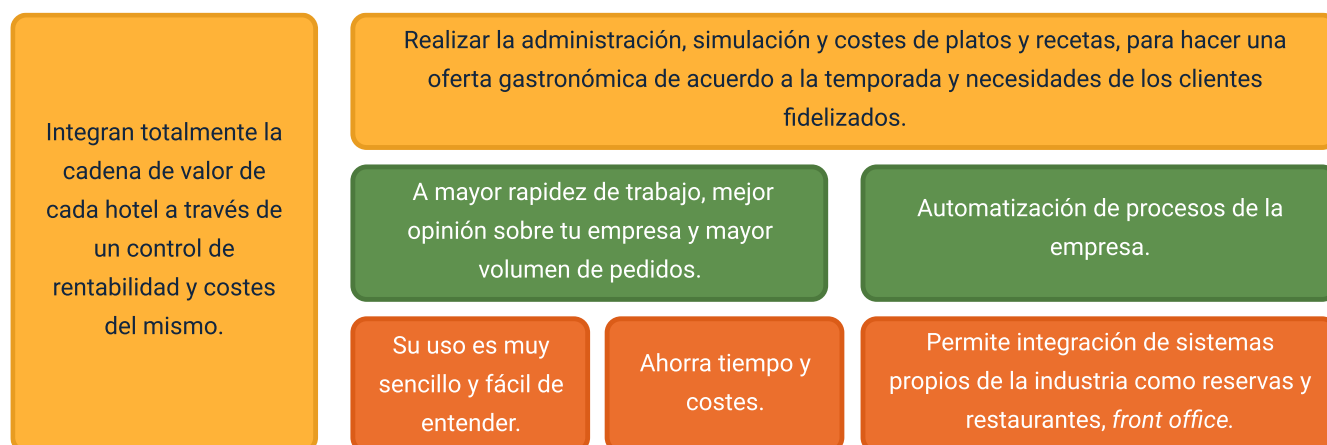 Integran totalmente la
cadena de valor de
cada hotel a través de
un control de
rentabilidad y costes
del mismo.
Realizar la administración, simulación y costes de platos y recetas, para hacer una
oferta gastronómica de acuerdo a la temporada y necesidades de los clientes
fidelizados.
A mayor rapidez de trabajo, mejor
opinión sobre tu empresa y mayor
volumen de pedidos.
Automatización de procesos de la
empresa.
Su uso es muy
sencillo y fácil de
entender.
Ahorra tiempo y
costes.
Permite integración de sistemas
propios de la industria como reservas y
restaurantes, front office.